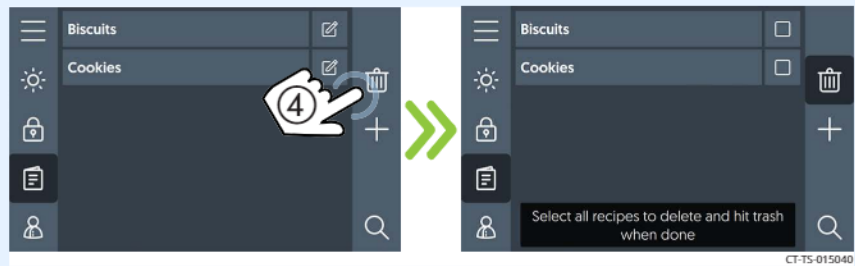 Biscuits
Cookies
④
Biscuits
Cookies
Select all recipes to delete and hit trash
when done
CT-TS-015040